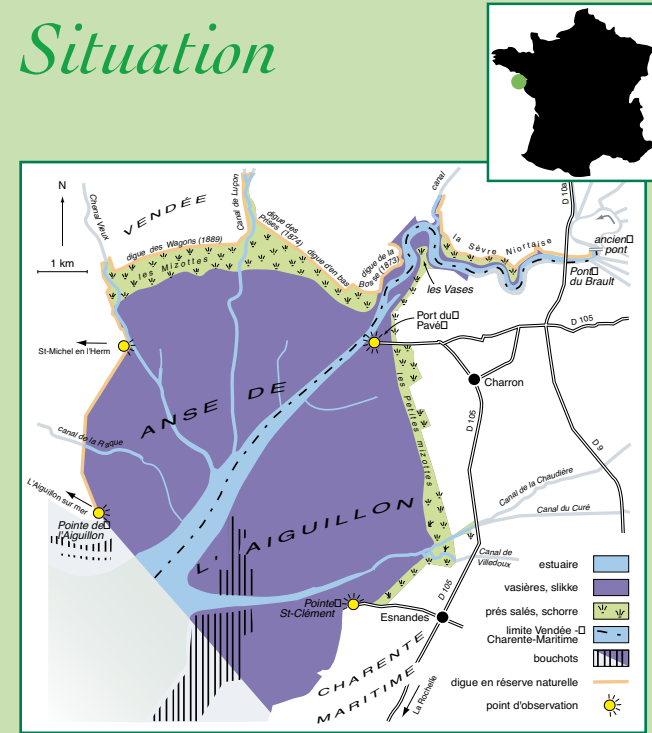 Situation
N
1 km
VENDÉE
Chenal Vieux
Canal de Luçon
digue des Wagons (1889)
les Mizottes
digue des
Prises (1874)
digue d'en bas
digue de la
Bosse (1873)
canal
la Sèvre Niortaise
les Vases
D 10a
ancien
pont
Pont
du Brault
Port du
Pavé
D 105
St-Michel en l'Herm
Charron
ANSE DE
L'AIGUILLON
les Petites mizottes
D 105
D 9
canal de la Raque
L'Aiguillon sur mer
Pointe de
l'Aiguillon
Canal de la Chaudière
Canal du Curé
Canal de
Villedoux
Pointe
St-Clément
Esnandes
D 105
CHARENTE
MARITIME
La Rochelle
estuaire
vasières, slikke
prés salés, schorre
limite Vendée -
Charente-Maritime
bouchots
digue en réserve naturelle
point d'observation